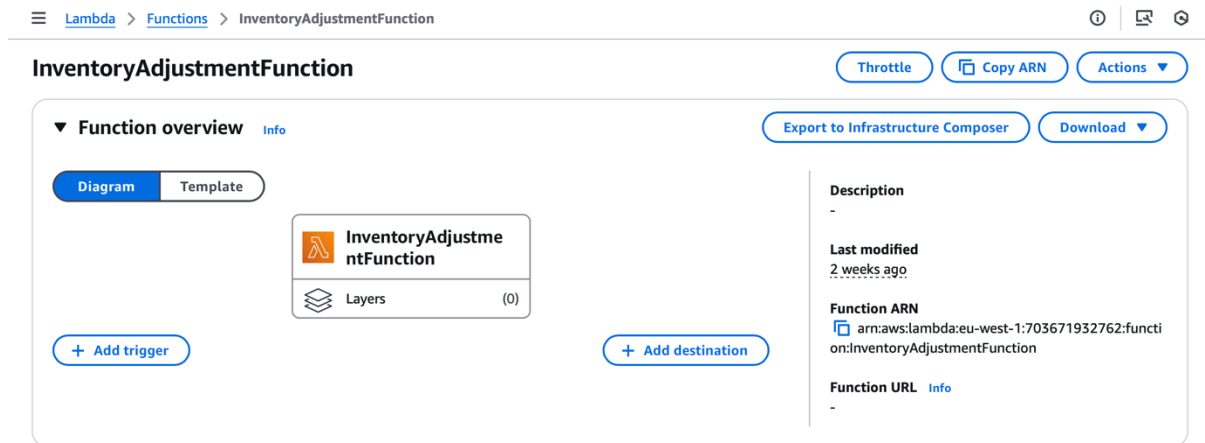 Lambda > Functions > InventoryAdjustmentFunction
InventoryAdjustmentFunction
Throttle
Copy ARN
Actions
Function overview Info
Export to Infrastructure Composer
Download
Diagram
Template
InventoryAdjustme
ntFunction
Layers (0)
+ Add trigger
+ Add destination
Description
-
Last modified
2 weeks ago
Function ARN
arn:aws:lambda:eu-west-1:703671932762:functi
on:InventoryAdjustmentFunction
Function URL Info
-